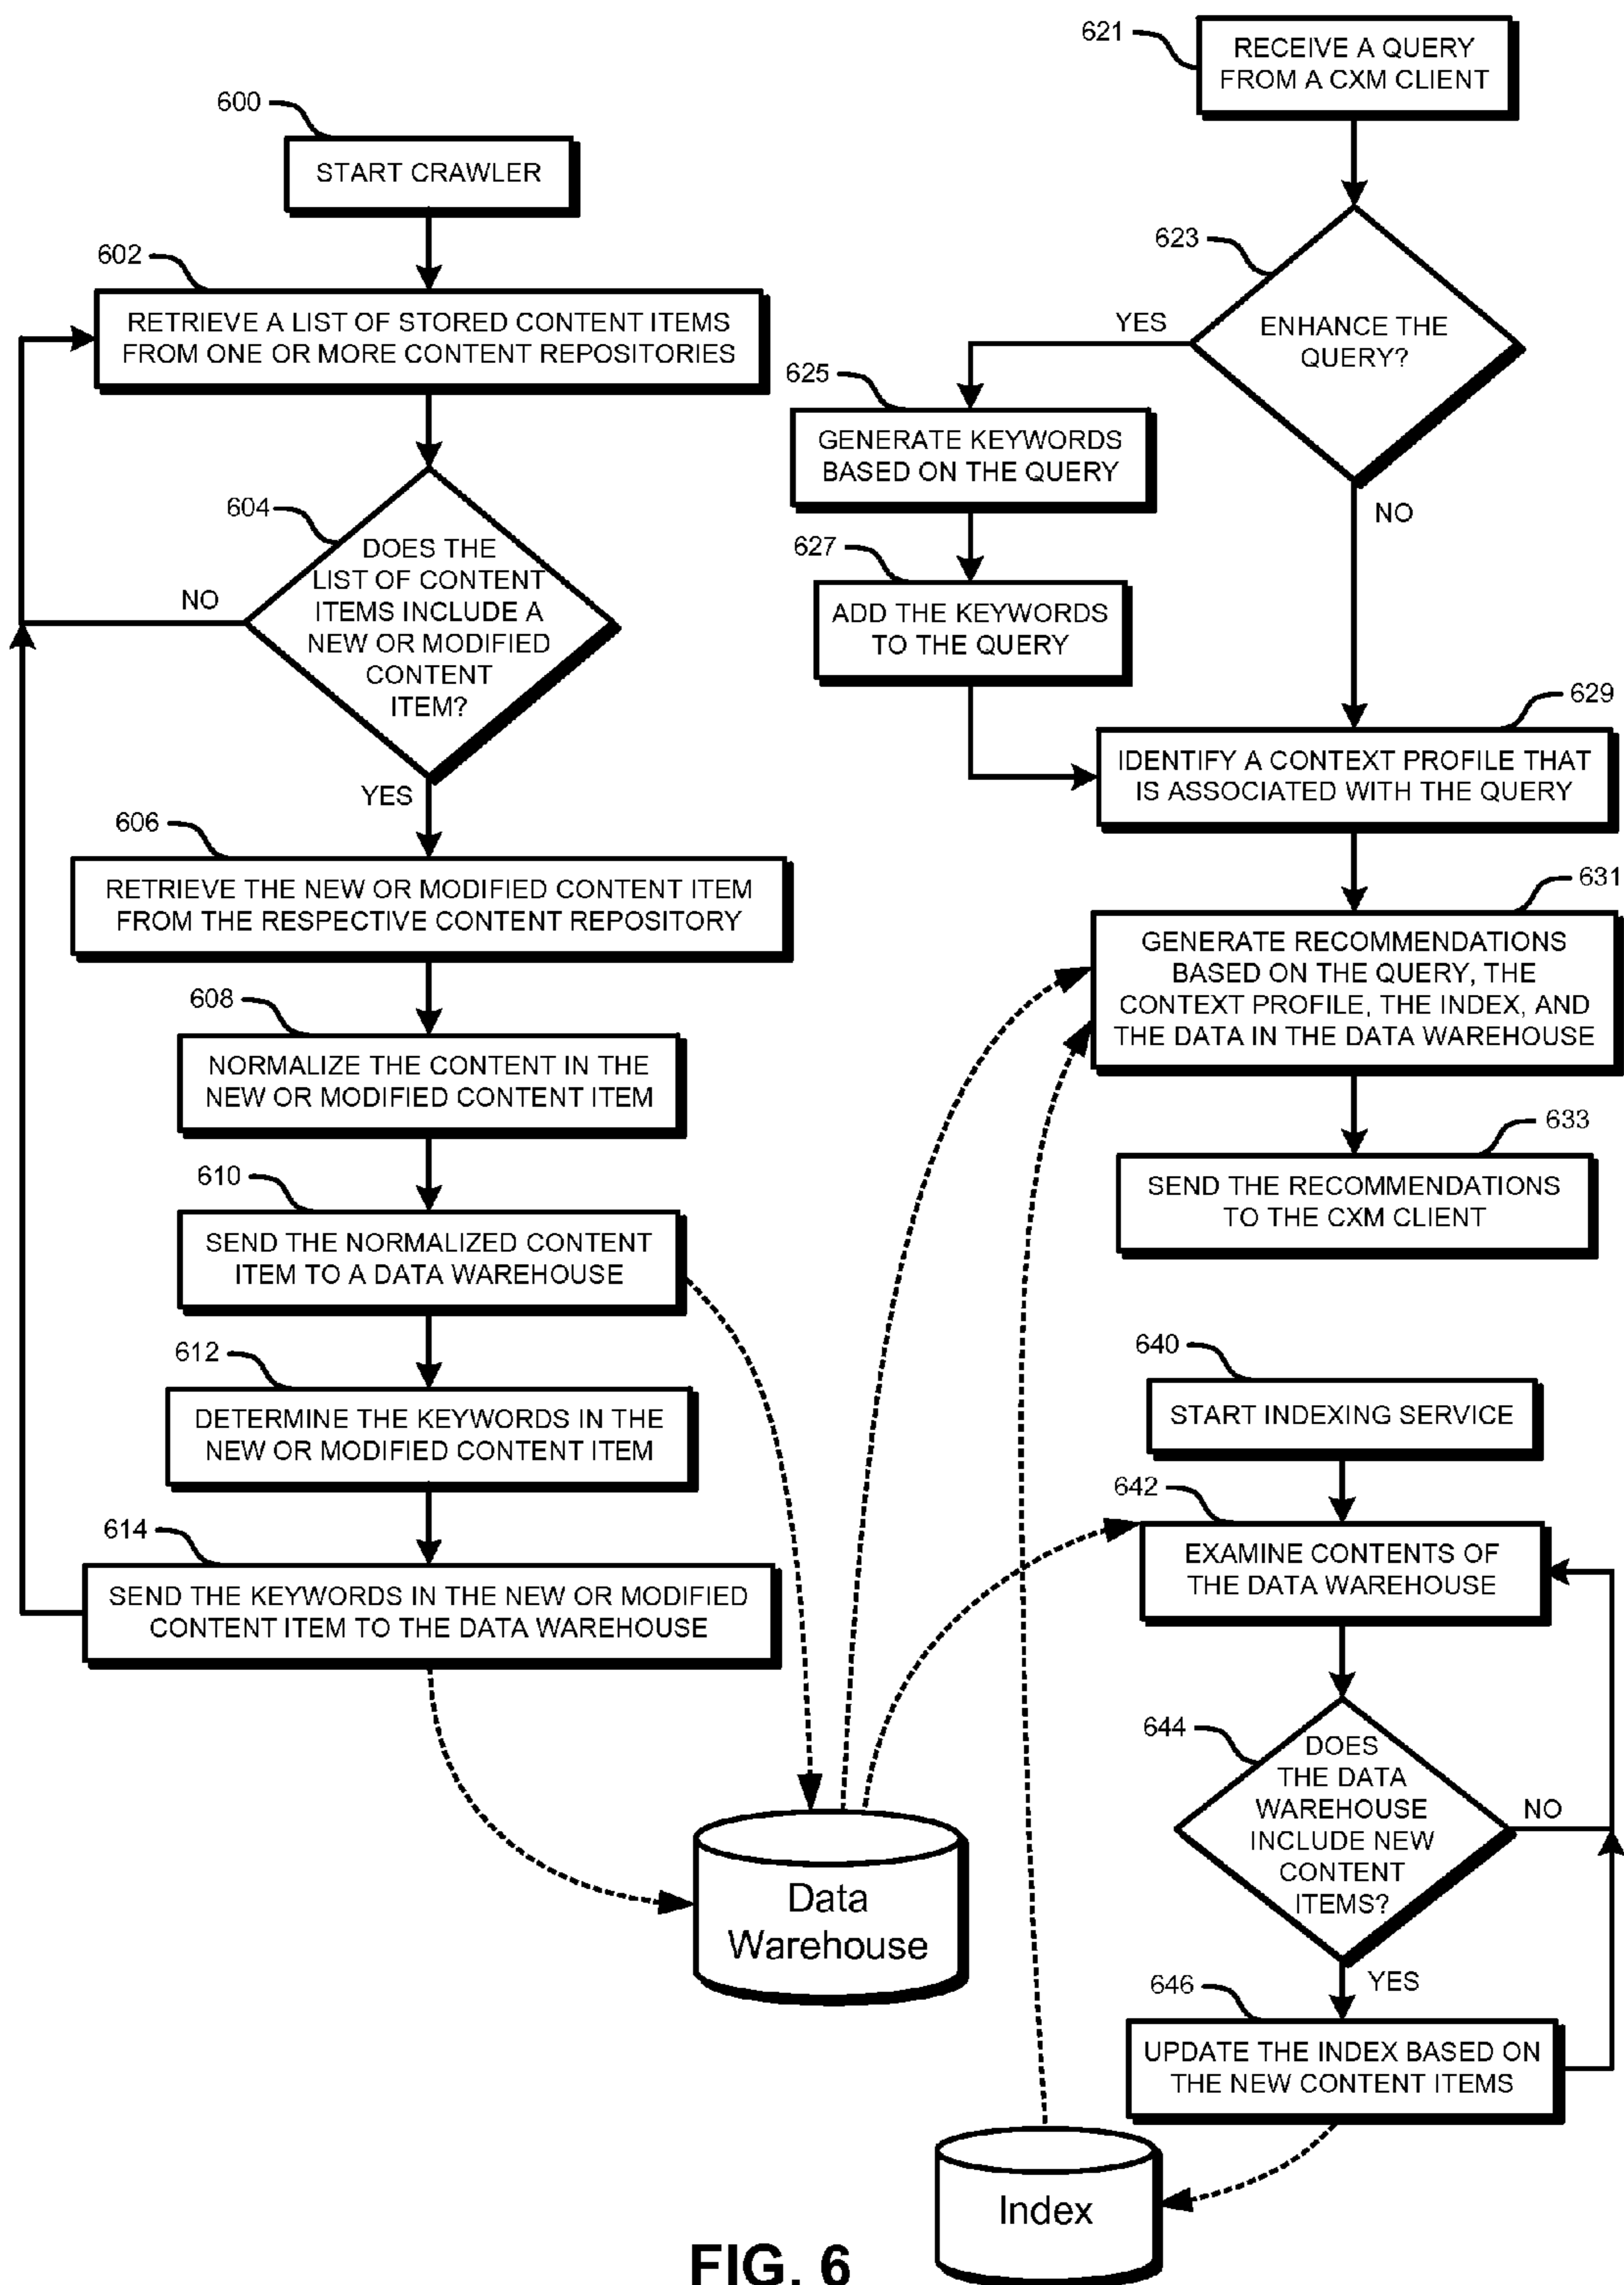 600
START CRAWLER
602
RETRIEVE A LIST OF STORED CONTENT ITEMS
FROM ONE OR MORE CONTENT REPOSITORIES
604
DOES THE
LIST OF CONTENT
ITEMS INCLUDE A
NEW OR MODIFIED
CONTENT
ITEM?
NO
YES
606
RETRIEVE THE NEW OR MODIFIED CONTENT ITEM
FROM THE RESPECTIVE CONTENT REPOSITORY
608
NORMALIZE THE CONTENT IN THE
NEW OR MODIFIED CONTENT ITEM
610
SEND THE NORMALIZED CONTENT
ITEM TO A DATA WAREHOUSE
612
DETERMINE THE KEYWORDS IN THE
NEW OR MODIFIED CONTENT ITEM
614
SEND THE KEYWORDS IN THE NEW OR MODIFIED
CONTENT ITEM TO THE DATA WAREHOUSE
621
RECEIVE A QUERY
FROM A CXM CLIENT
623
ENHANCE THE
QUERY?
YES
NO
625
GENERATE KEYWORDS
BASED ON THE QUERY
627
ADD THE KEYWORDS
TO THE QUERY
629
IDENTIFY A CONTEXT PROFILE THAT
IS ASSOCIATED WITH THE QUERY
631
GENERATE RECOMMENDATIONS
BASED ON THE QUERY, THE
CONTEXT PROFILE, THE INDEX, AND
THE DATA IN THE DATA WAREHOUSE
633
SEND THE RECOMMENDATIONS
TO THE CXM CLIENT
640
START INDEXING SERVICE
642
EXAMINE CONTENTS OF
THE DATA WAREHOUSE
644
DOES
THE DATA
WAREHOUSE
INCLUDE NEW
CONTENT
ITEMS?
NO
YES
646
UPDATE THE INDEX BASED ON
THE NEW CONTENT ITEMS
Data
Warehouse
Index
FIG. 6